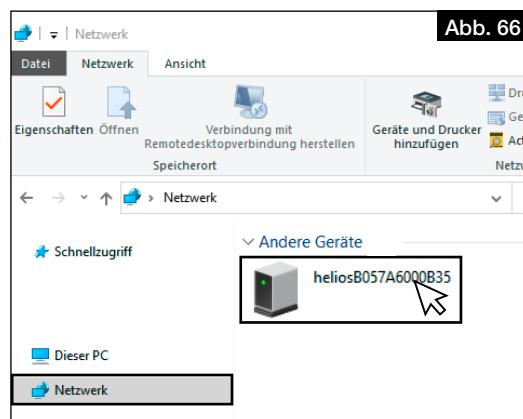 Abb. 66
Netzwerk
Datei Netzwerk Ansicht
Eigenschaften Öffnen
Verbindung mit
Remotedesktopverbindung herstellen
Geräte und Drucker
hinzufügen
Speicherort
Netzwerk
Schnellzugriff
Andere Geräte
heliosB057A6000B35
Dieser PC
Netzwerk